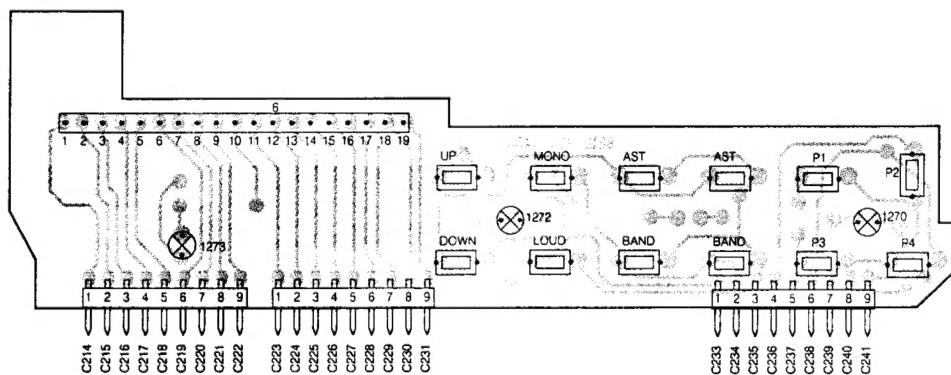 6
1 2 3 4 5 6 7 8 9 10 11 12 13 14 15 16 17 18 19
UP MONO AST AST P1 P2
1273 1272 1270
DOWN LOUD BAND BAND P3 P4
1 2 3 4 5 6 7 8 9 1 2 3 4 5 6 7 8 9 1 2 3 4 5 6 7 8 9
C214 C215 C216 C217 C218 C219 C220 C221 C222 C223 C224 C225 C226 C227 C228 C229 C230 C231 C233 C234 C235 C236 C237 C238 C239 C240 C241